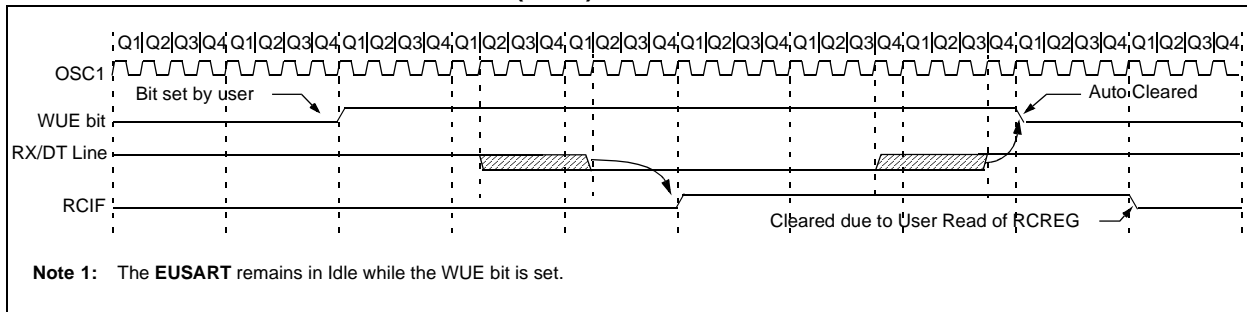 Q1 Q2 Q3 Q4 Q1 Q2 Q3 Q4 Q1 Q2 Q3 Q4 Q1 Q2 Q3 Q4 Q1 Q2 Q3 Q4 Q1 Q2 Q3 Q4 Q1 Q2 Q3 Q4 Q1 Q2 Q3 Q4 Q1 Q2 Q3 Q4 Q1 Q2 Q3 Q4
OSC1
Bit set by user
Auto Cleared
WUE bit
RX/DT Line
RCIF
Cleared due to User Read of RCREG
Note 1: The EUSART remains in Idle while the WUE bit is set.